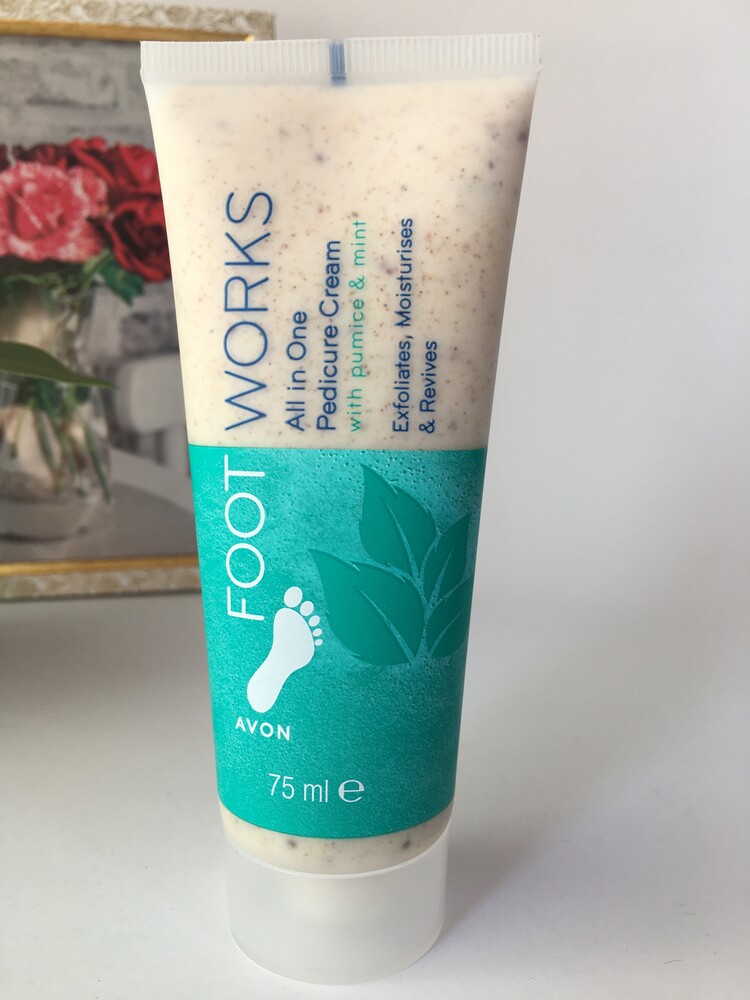 FOOT WORKS
All in One
Pedicure Cream
with pumice & mint
Exfoliates, Moisturises
& Revives
AVON
75 ml ℮